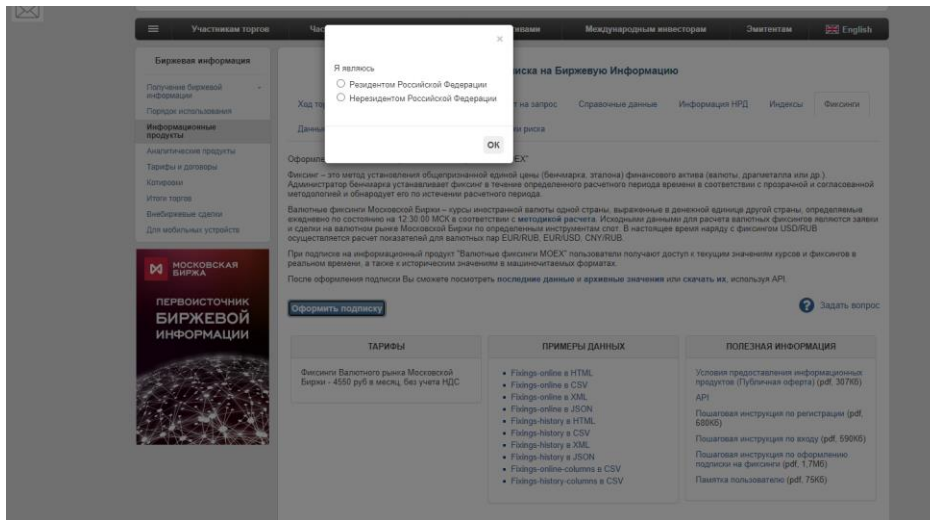 Участникам торгов
Международным инвесторам
Эмитентам
English
Биржевая информация
Получение биржевой
информации
Порядок использования
Информационные
продукты
Аналитические продукты
Тарифы и договоры
Котировки
Итоги торгов
Внебиржевые сделки
Для мобильных устройств
МОСКОВСКАЯ
БИРЖА
ПЕРВОИСТОЧНИК
БИРЖЕВОЙ
ИНФОРМАЦИИ
×
Я являюсь
Резидентом Российской Федерации
Нерезидентом Российской Федерации
ОК
на Биржевую Информацию
на запрос
Справочные данные
Информация НРД
Индексы
Фиксинги
риска
Фиксинг – это метод установления общепризнанной единой цены (бенчмарка, эталона) финансового актива (валюты, драгметалла или др.).
Администратор бенчмарка устанавливает фиксинг в течение определенного расчетного периода времени в соответствии с прозрачной и согласованной
методологией и обнародует его по истечении расчетного периода.
Валютные фиксинги Московской Биржи – курсы иностранной валюты одной страны, выраженные в денежной единице другой страны, определяемые
ежедневно по состоянию на 12:30:00 МСК в соответствии с методикой расчета. Исходными данными для расчета валютных фиксингов являются заявки
и сделки на валютном рынке Московской Биржи по определенным инструментам спот. В настоящее время наряду с фиксингом USD/RUB
осуществляется расчет показателей для валютных пар EUR/RUB, EUR/USD, CNY/RUB.
При подписке на информационный продукт "Валютные фиксинги MOEX" пользователи получают доступ к текущим значениям курсов и фиксингов в
реальном времени, а также к историческим значениям в машиночитаемых форматах.
После оформления подписки Вы сможете посмотреть последние данные и архивные значения или скачать их, используя API.
Оформить подписку
Задать вопрос
ТАРИФЫ
Фиксинги Валютного рынка Московской
Биржи - 4550 руб в месяц, без учета НДС
ПРИМЕРЫ ДАННЫХ
Fixings-online в HTML
Fixings-online в CSV
Fixings-online в XML
Fixings-online в JSON
Fixings-history в HTML
Fixings-history в CSV
Fixings-history в XML
Fixings-history в JSON
Fixings-online-columns в CSV
Fixings-history-columns в CSV
ПОЛЕЗНАЯ ИНФОРМАЦИЯ
Условия предоставления информационных
продуктов (Публичная оферта) (pdf, 307Кб)
API
Пошаговая инструкция по регистрации (pdf,
680Кб)
Пошаговая инструкция по входу (pdf, 590Кб)
Пошаговая инструкция по оформлению
подписки на фиксинги (pdf, 1,7Мб)
Памятка пользователю (pdf, 75Кб)